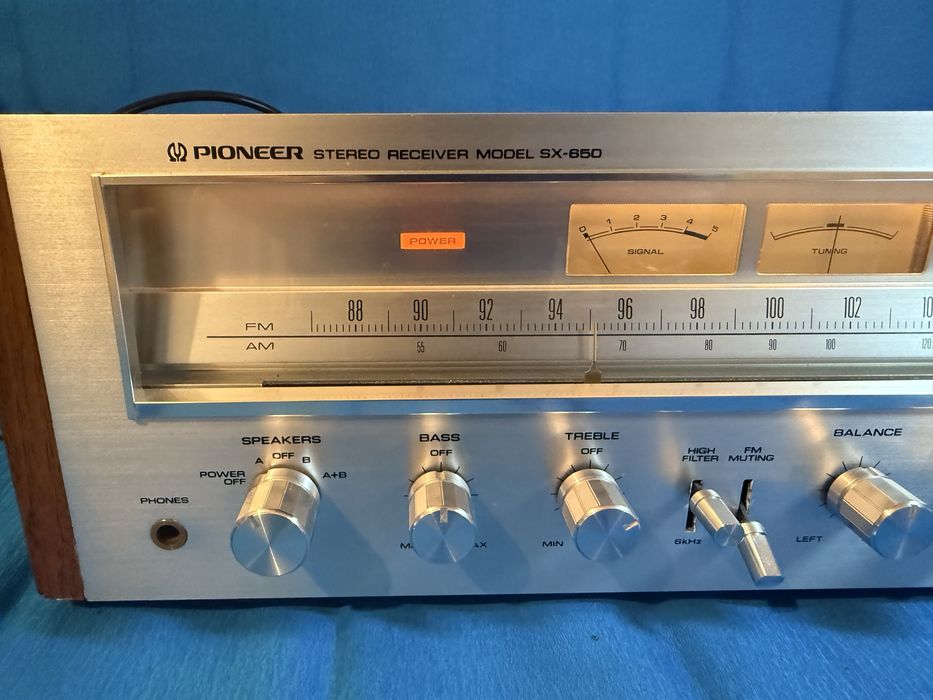 PIONEER STEREO RECEIVER MODEL SX-650
POWER
0 1 2 3 4 5
SIGNAL
TUNING
FM 88 90 92 94 96 98 100 102
AM 55 60 70 80 90 100 120
SPEAKERS
POWER OFF
A OFF B A+B
PHONES
BASS
OFF
TREBLE
OFF
MIN
HIGH FILTER
6kHz
FM MUTING
BALANCE
LEFT